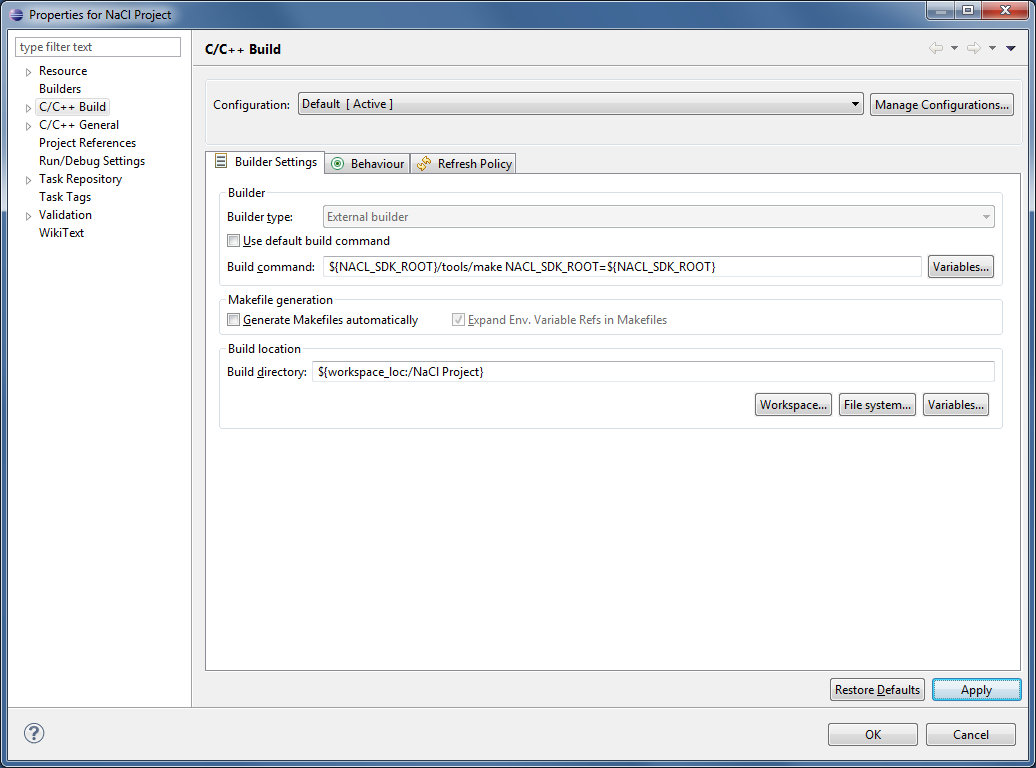 Properties for NaCl Project
type filter text
Resource
Builders
C/C++ Build
C/C++ General
Project References
Run/Debug Settings
Task Repository
Task Tags
Validation
WikiText
C/C++ Build
Configuration: Default [ Active ] Manage Configurations...
Builder Settings Behaviour Refresh Policy
Builder
Builder type: External builder
Use default build command
Build command: ${NACL_SDK_ROOT}/tools/make NACL_SDK_ROOT=${NACL_SDK_ROOT} Variables...
Makefile generation
Generate Makefiles automatically Expand Env. Variable Refs in Makefiles
Build location
Build directory: ${workspace_loc:/NaCl Project}
Workspace... File system... Variables...
Restore Defaults Apply
? OK Cancel